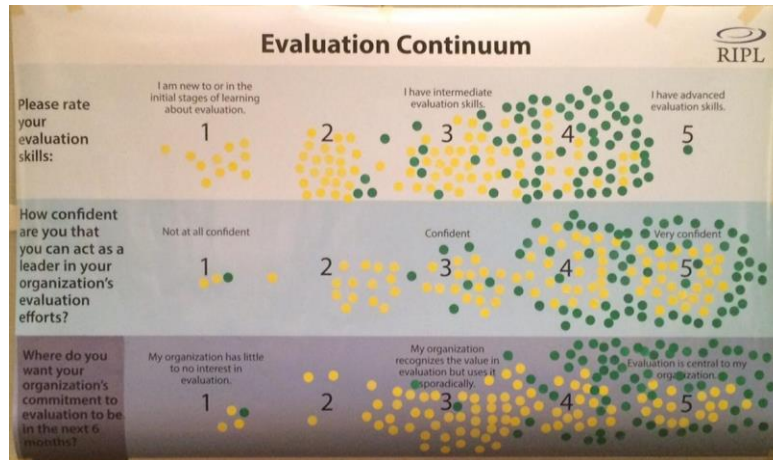 Evaluation Continuum
RIPL
Please rate
your
evaluation
skills:
I am new to or in the
initial stages of learning
about evaluation.
I have intermediate
evaluation skills.
I have advanced
evaluation skills.
1 2 3 4 5
How confident
are you that
you can act as a
leader in your
organization's
evaluation
efforts?
Not at all confident
Confident
Very confident
1 2 3 4 5
Where do you
want your
organization's
commitment to
evaluation to be
in the next 6
months?
My organization has little
to no interest in
evaluation.
My organization
recognizes the value in
evaluation but uses it
sporadically.
Evaluation is central to my
organization.
1 2 3 4 5